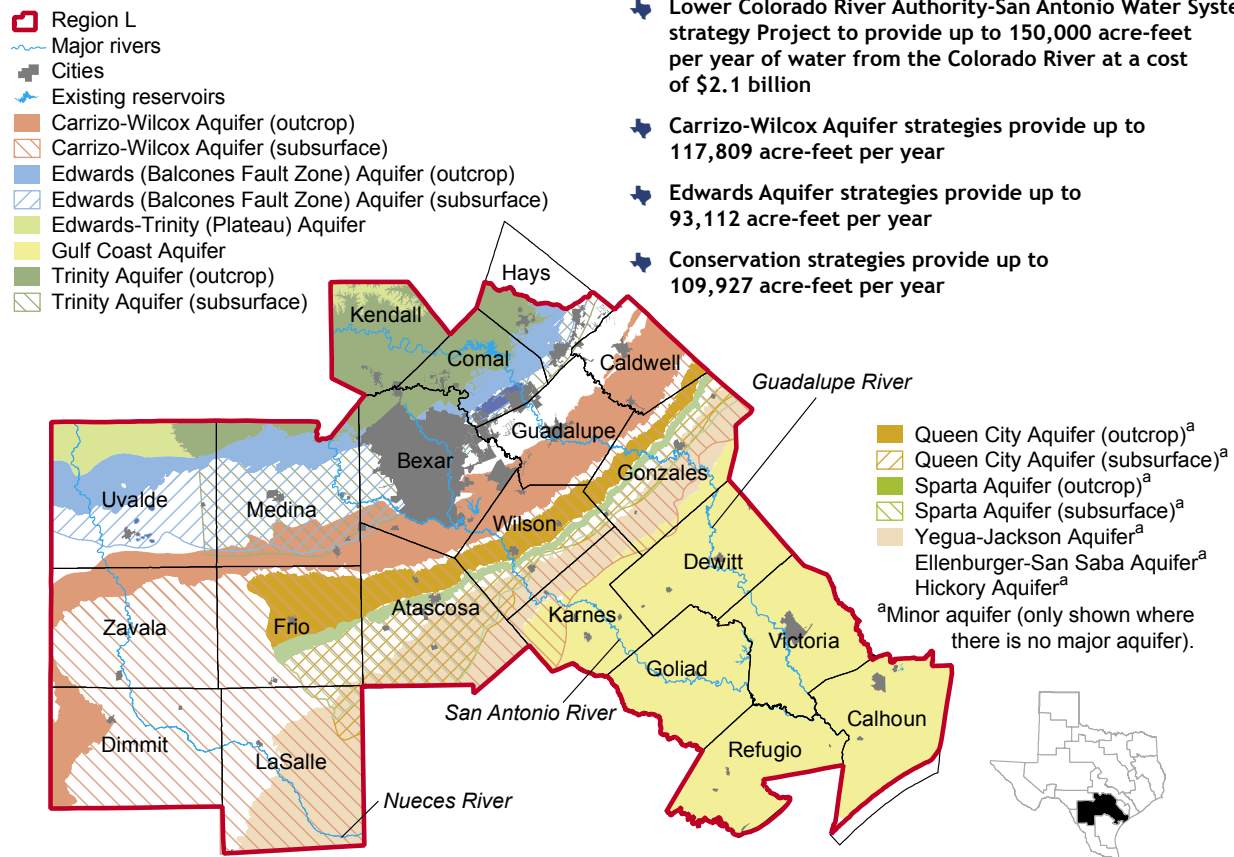 Region L
Major rivers
Cities
Existing reservoirs
Carrizo-Wilcox Aquifer (outcrop)
Carrizo-Wilcox Aquifer (subsurface)
Edwards (Balcones Fault Zone) Aquifer (outcrop)
Edwards (Balcones Fault Zone) Aquifer (subsurface)
Edwards-Trinity (Plateau) Aquifer
Gulf Coast Aquifer
Trinity Aquifer (outcrop)
Trinity Aquifer (subsurface)
Lower Colorado River Authority-San Antonio Water Syste
strategy Project to provide up to 150,000 acre-feet
per year of water from the Colorado River at a cost
of $2.1 billion
Carrizo-Wilcox Aquifer strategies provide up to
117,809 acre-feet per year
Edwards Aquifer strategies provide up to
93,112 acre-feet per year
Conservation strategies provide up to
109,927 acre-feet per year
Hays
Kendall
Comal
Caldwell
Guadalupe River
Guadalupe
Bexar
Gonzales
Uvalde
Medina
Wilson
Dewitt
Atascosa
Karnes
Zavala
Frio
Victoria
Goliad
San Antonio River
Calhoun
Dimmit
Refugio
LaSalle
Nueces River
Queen City Aquifer (outcrop)a
Queen City Aquifer (subsurface)a
Sparta Aquifer (outcrop)a
Sparta Aquifer (subsurface)a
Yegua-Jackson Aquifera
Ellenburger-San Saba Aquifera
Hickory Aquifera
aMinor aquifer (only shown where
there is no major aquifer).